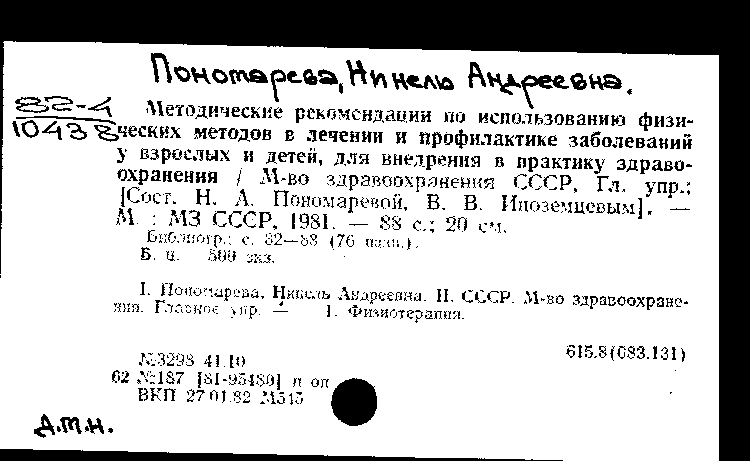 Пономарева, Нинель Андреевна.
82-4
10438
Методические рекомендации по использованию физи-
ческих методов в лечении и профилактике заболеваний
у взрослых и детей, для внедрения в практику здраво-
охранения / М-во здравоохранения СССР, Гл. упр.;
[Сост. Н. А. Пономаревой, В. В. Иноземцевым]. —
М. : МЗ СССР, 1981. — 88 с.; 20 см.
Библиогр.: с. 82—88 (76 назв.).
Б. ц. 500 экз.
I. Пономарева, Нинель Андреевна. II. СССР. М-во здравоохране-
ния. Главное упр. — 1. Физиотерапия.
615.8(083.131)
№3298 41.10
62 №187 [81-95480] п оп
ВКП 27.01.82 М515
Д.т.н.